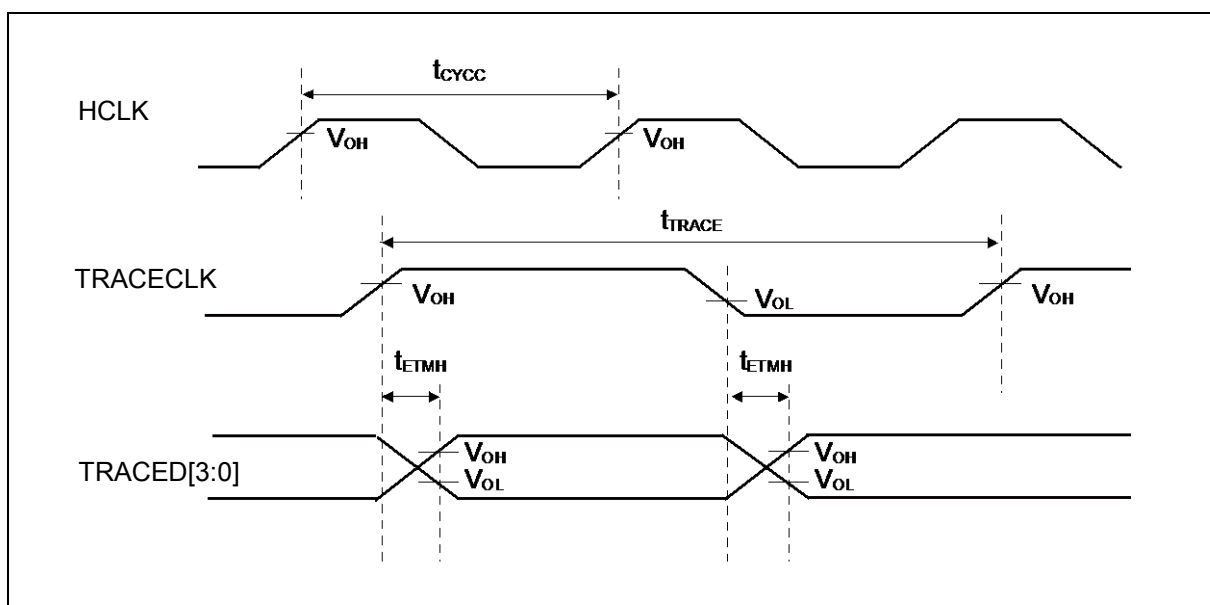 tCYCC
HCLK
VOH
VOH
tTRACE
TRACECLK
VOH
VOL
VOH
tETMH
tETMH
TRACED[3:0]
VOH
VOH
VOL
VOL